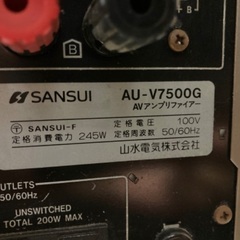 B
SANSUI AU-V7500G
AVアンプリファイアー
〒 SANSUI-F 定格電圧 100V
定格消費電力 245W 定格周波数 50/60Hz
山水電気株式会社
UTLETS
50/60Hz
UNSWITCHED
TOTAL 200W MAX